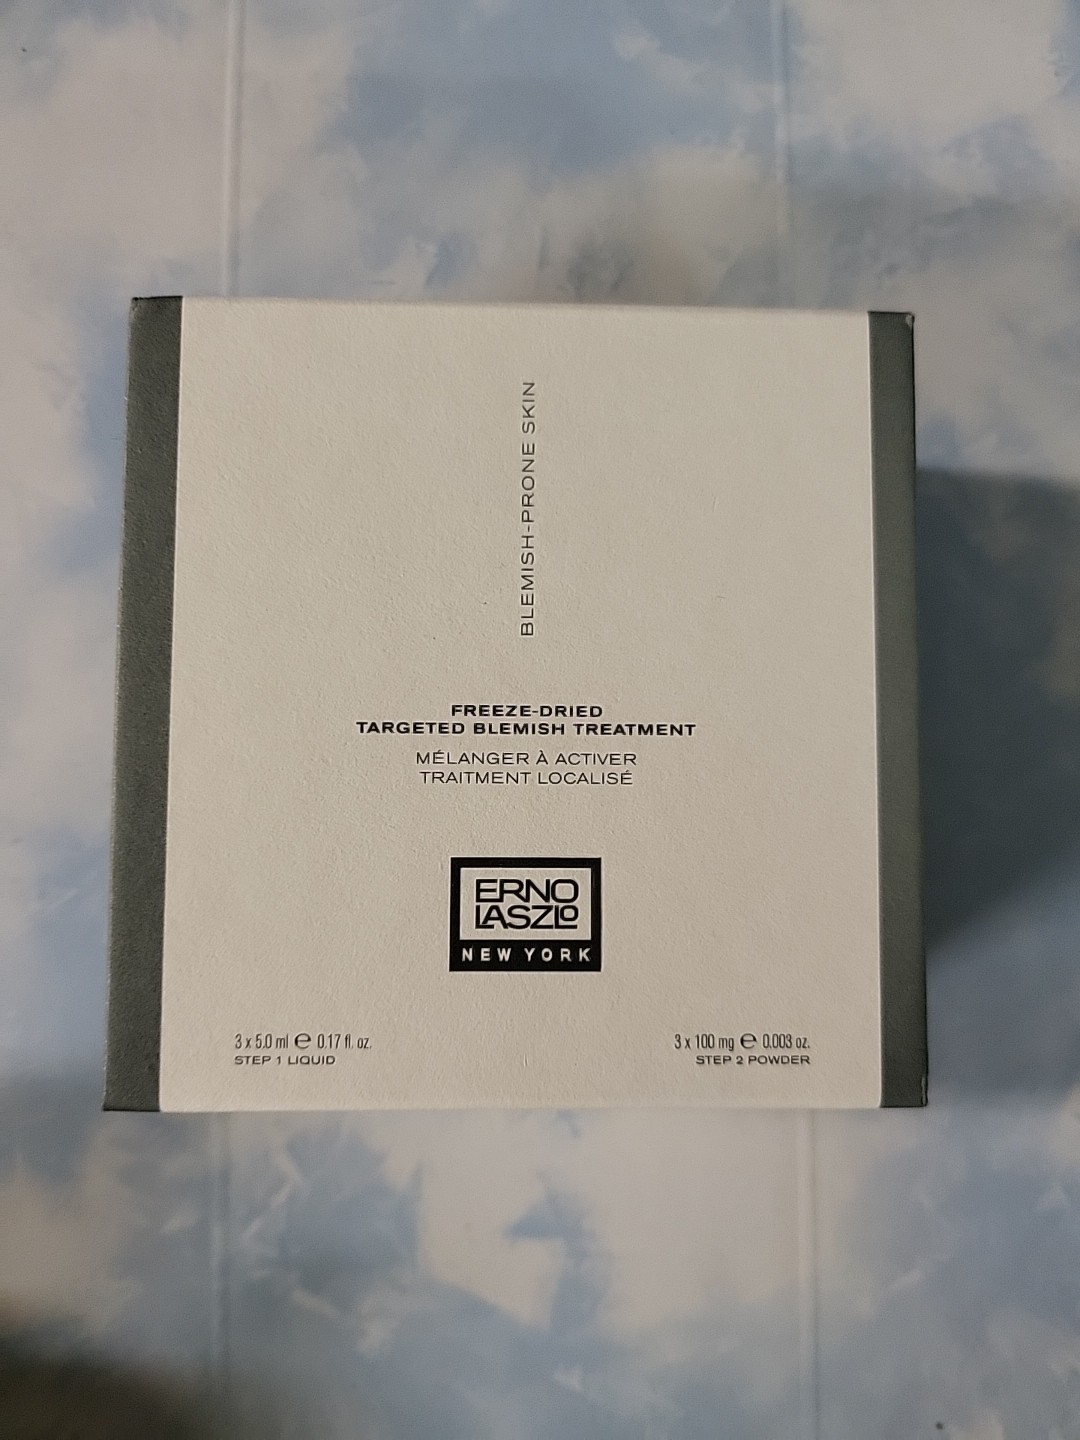 BLEMISH-PRONE SKIN
FREEZE-DRIED
TARGETED BLEMISH TREATMENT
MÉLANGER À ACTIVER
TRAITMENT LOCALISÉ
ERNO
LASZLO
NEW YORK
3 x 5.0 ml ℮ 0.17 fl. oz.
STEP 1 LIQUID
3 x 100 mg ℮ 0.003 oz.
STEP 2 POWDER